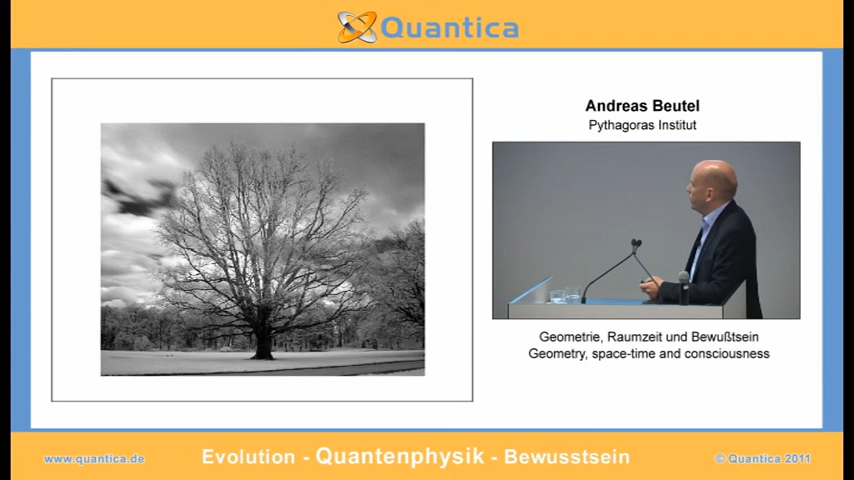 Quantica
Andreas Beutel
Pythagoras Institut
Geometrie, Raumzeit und Bewußtsein
Geometry, space-time and consciousness
www.quantica.de
Evolution - Quantenphysik - Bewusstsein
© Quantica 2011